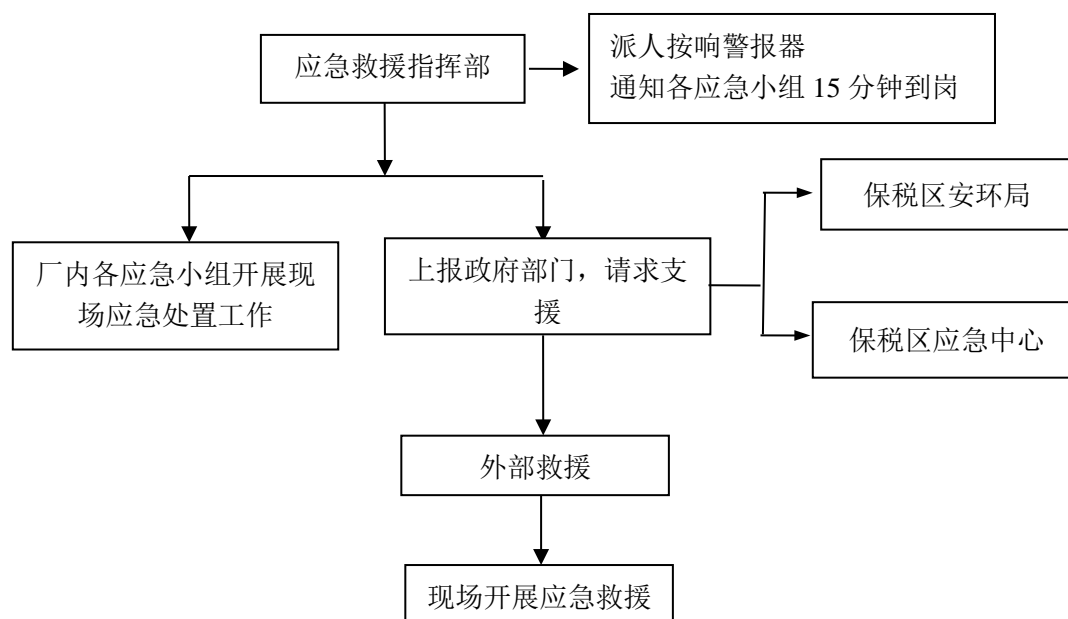 应急救援指挥部
派人按响警报器
通知各应急小组 15 分钟到岗
保税区安环局
厂内各应急小组开展现
场应急处置工作
上报政府部门，请求支
援
保税区应急中心
外部救援
现场开展应急救援